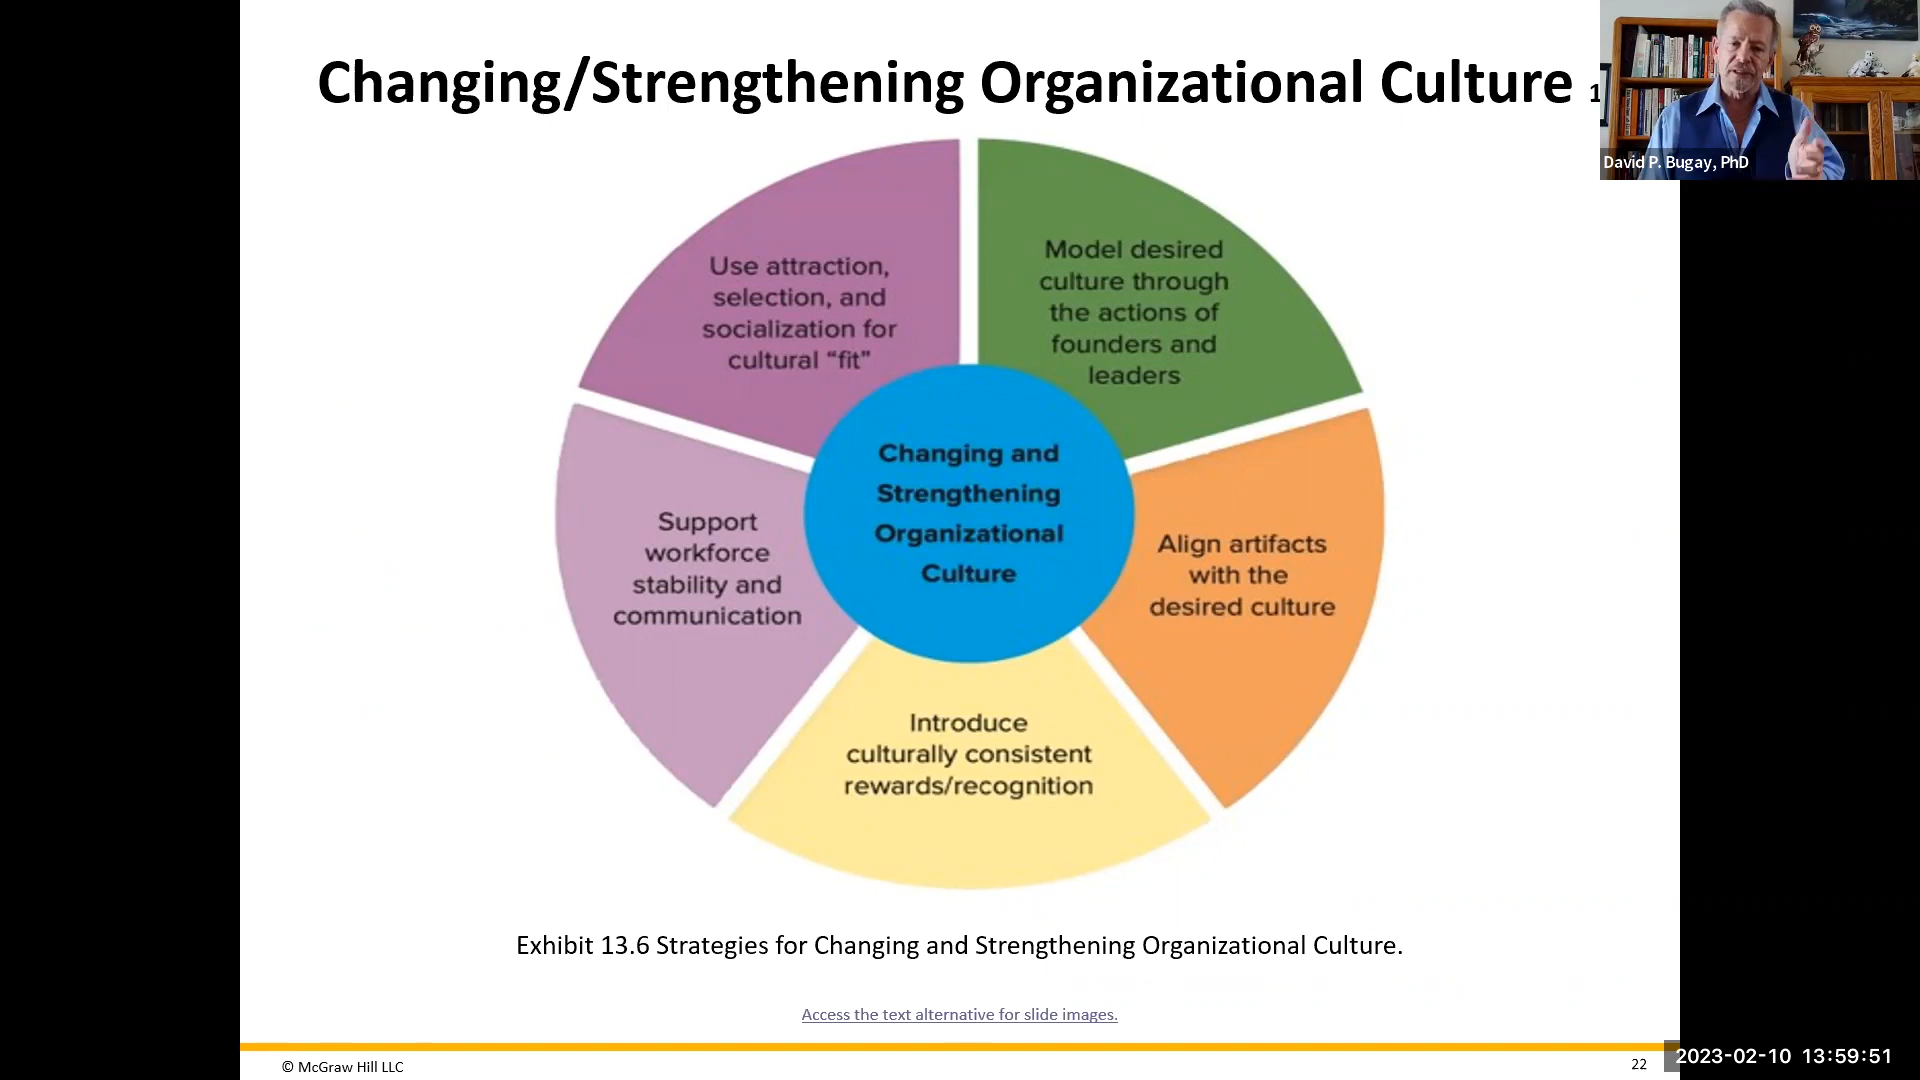 Changing/Strengthening Organizational Culture 1
David P. Bugay, PhD
Use attraction,
selection, and
socialization for
cultural “fit”
Model desired
culture through
the actions of
founders and
leaders
Changing and
Strengthening
Organizational
Culture
Support
workforce
stability and
communication
Align artifacts
with the
desired culture
Introduce
culturally consistent
rewards/recognition
Exhibit 13.6 Strategies for Changing and Strengthening Organizational Culture.
Access the text alternative for slide images.
© McGraw Hill LLC
22
2023-02-10 13:59:51